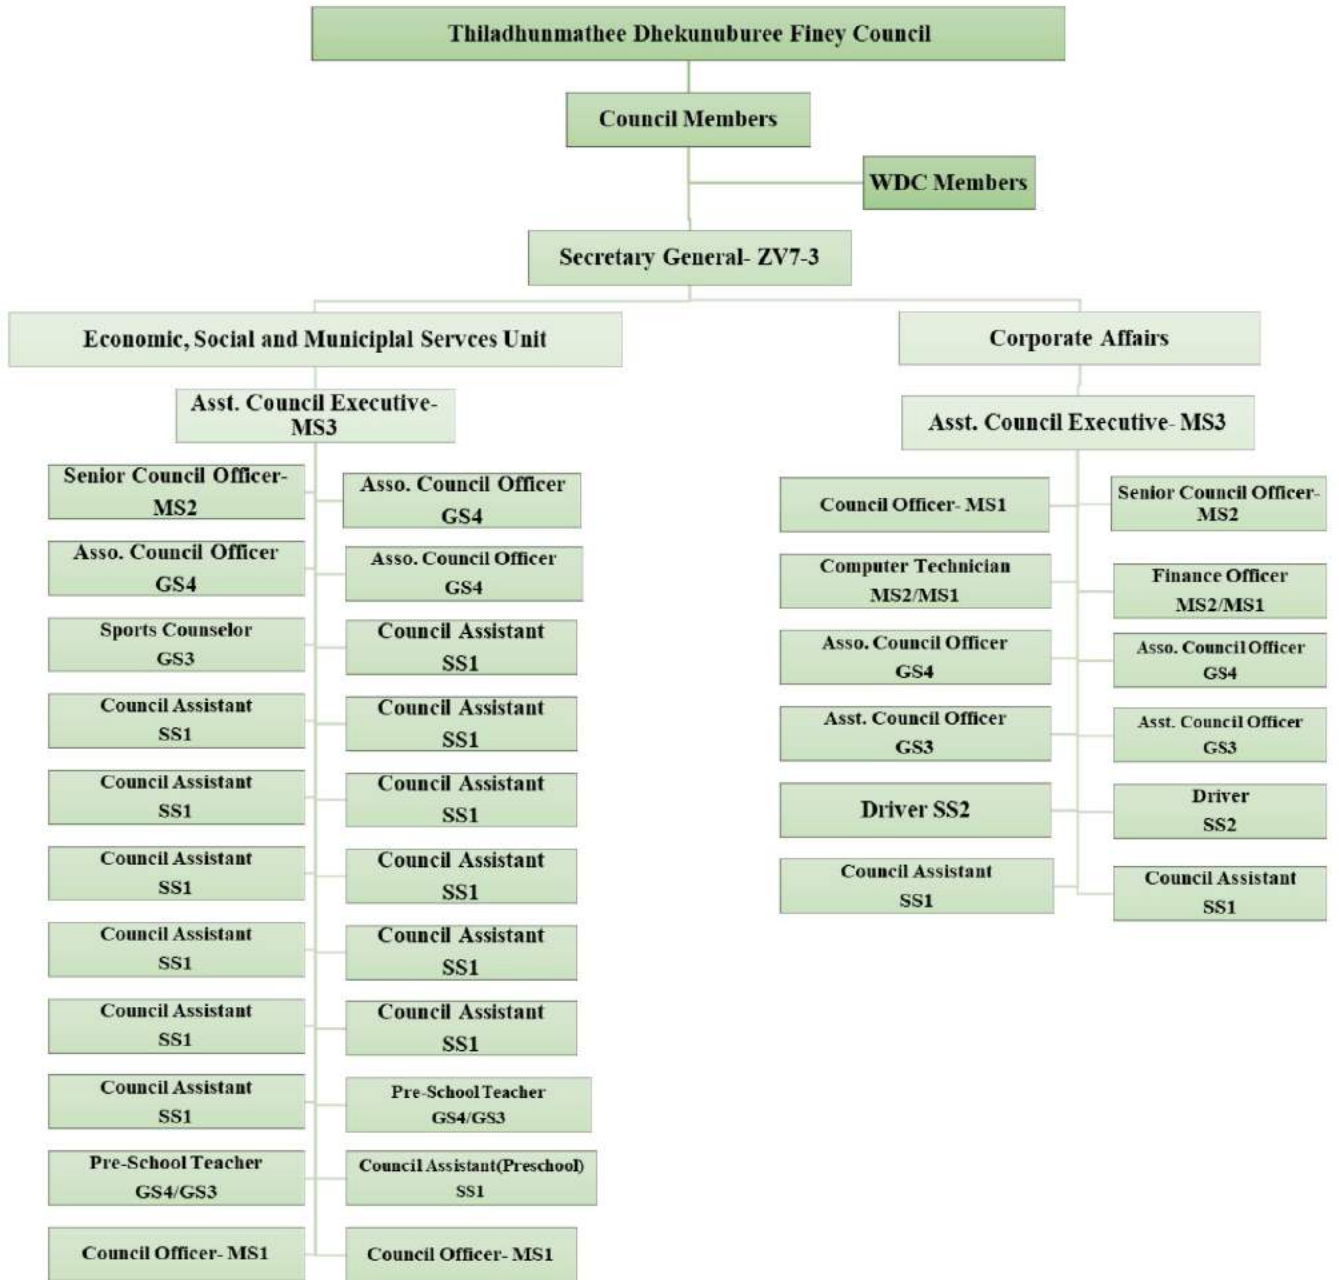 Thiladhunmathee Dhekunuburee Finey Council
Council Members
WDC Members
Secretary General- ZV7-3
Economic, Social and Municiplal Servces Unit
Asst. Council Executive-
MS3
Senior Council Officer-
MS2
Asso. Council Officer
GS4
Asso. Council Officer
GS4
Asso. Council Officer
GS4
Sports Counselor
GS3
Council Assistant
SS1
Council Assistant
SS1
Council Assistant
SS1
Council Assistant
SS1
Council Assistant
SS1
Council Assistant
SS1
Council Assistant
SS1
Council Assistant
SS1
Council Assistant
SS1
Council Assistant
SS1
Council Assistant
SS1
Council Assistant
SS1
Pre-School Teacher
GS4/GS3
Pre-School Teacher
GS4/GS3
Council Assistant(Preschool)
SS1
Council Officer- MS1
Council Officer- MS1
Corporate Affairs
Asst. Council Executive- MS3
Council Officer- MS1
Senior Council Officer-
MS2
Computer Technician
MS2/MS1
Finance Officer
MS2/MS1
Asso. Council Officer
GS4
Asso. Council Officer
GS4
Asst. Council Officer
GS3
Asst. Council Officer
GS3
Driver SS2
Driver
SS2
Council Assistant
SS1
Council Assistant
SS1